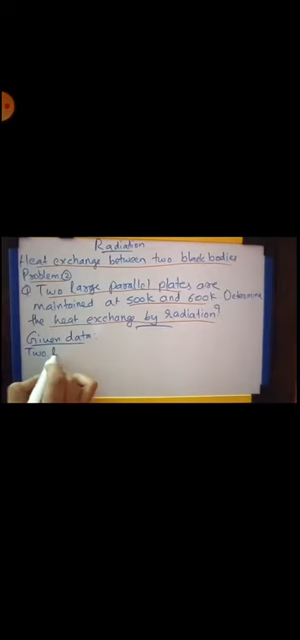 Radiation
Heat exchange between two black bodies
Problem ②
Q Two large parallel plates are
maintained at 500K and 600K Determine
the heat exchange by radiation?
Given data:
Two l